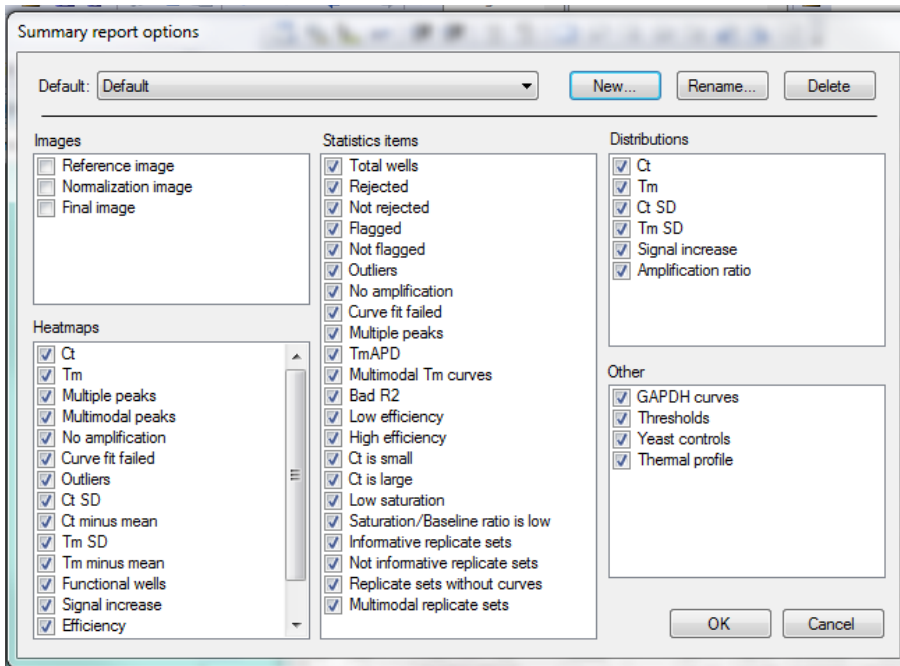 Summary report options
Default: Default New... Rename... Delete
Images
Reference image
Normalization image
Final image
Heatmaps
Ct
Tm
Multiple peaks
Multimodal peaks
No amplification
Curve fit failed
Outliers
Ct SD
Ct minus mean
Tm SD
Tm minus mean
Functional wells
Signal increase
Efficiency
Statistics items
Total wells
Rejected
Not rejected
Flagged
Not flagged
Outliers
No amplification
Curve fit failed
Multiple peaks
TmAPD
Multimodal Tm curves
Bad R2
Low efficiency
High efficiency
Ct is small
Ct is large
Low saturation
Saturation/Baseline ratio is low
Informative replicate sets
Not informative replicate sets
Replicate sets without curves
Multimodal replicate sets
Distributions
Ct
Tm
Ct SD
Tm SD
Signal increase
Amplification ratio
Other
GAPDH curves
Thresholds
Yeast controls
Thermal profile
OK Cancel